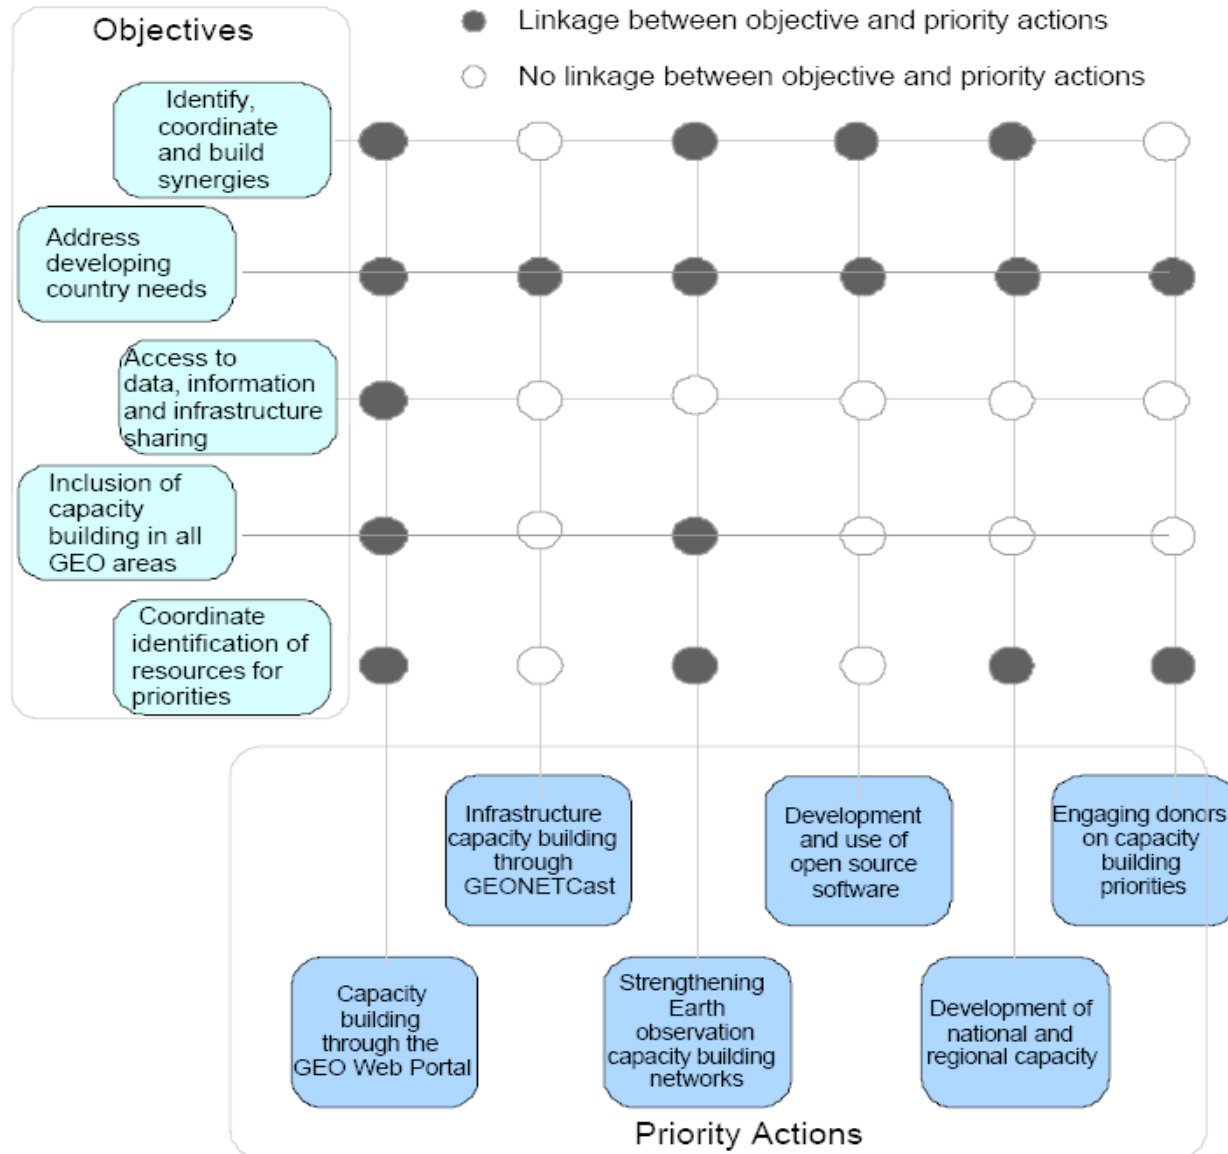 Objectives
Linkage between objective and priority actions
No linkage between objective and priority actions
Identify,
coordinate
and build
synergies
Address
developing
country needs
Access to
data, information
and infrastructure
sharing
Inclusion of
capacity
building in all
GEO areas
Coordinate
identification of
resources for
priorities
Infrastructure
capacity building
through
GEONETCast
Development
and use of
open source
software
Engaging donors
on capacity
building
priorities
Capacity
building
through the
GEO Web Portal
Strengthening
Earth
observation
capacity building
networks
Development of
national and
regional capacity
Priority Actions